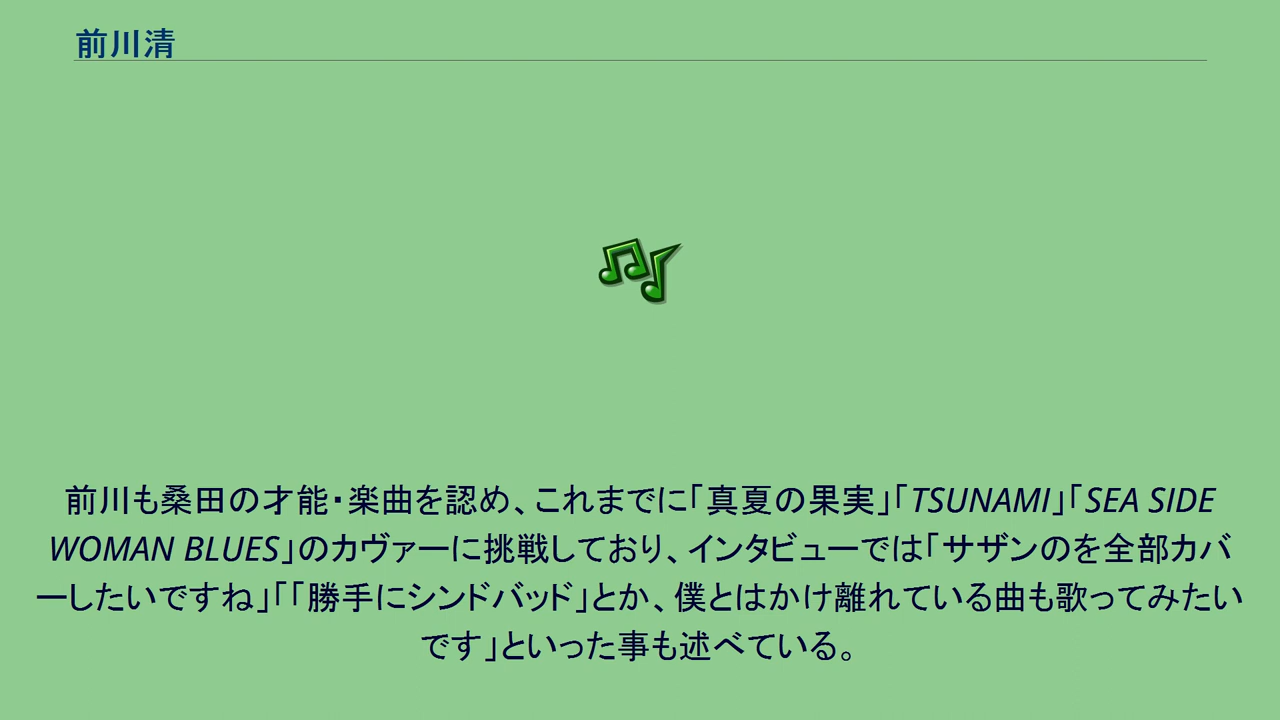 前川清
前川も桑田の才能・楽曲を認め、これまでに「真夏の果実」「TSUNAMI」「SEA SIDE
WOMAN BLUES」のカヴァーに挑戦しており、インタビューでは「サザンのを全部カバ
ーしたいですね」「「勝手にシンドバッド」とか、僕とはかけ離れている曲も歌ってみたい
です」といった事も述べている。